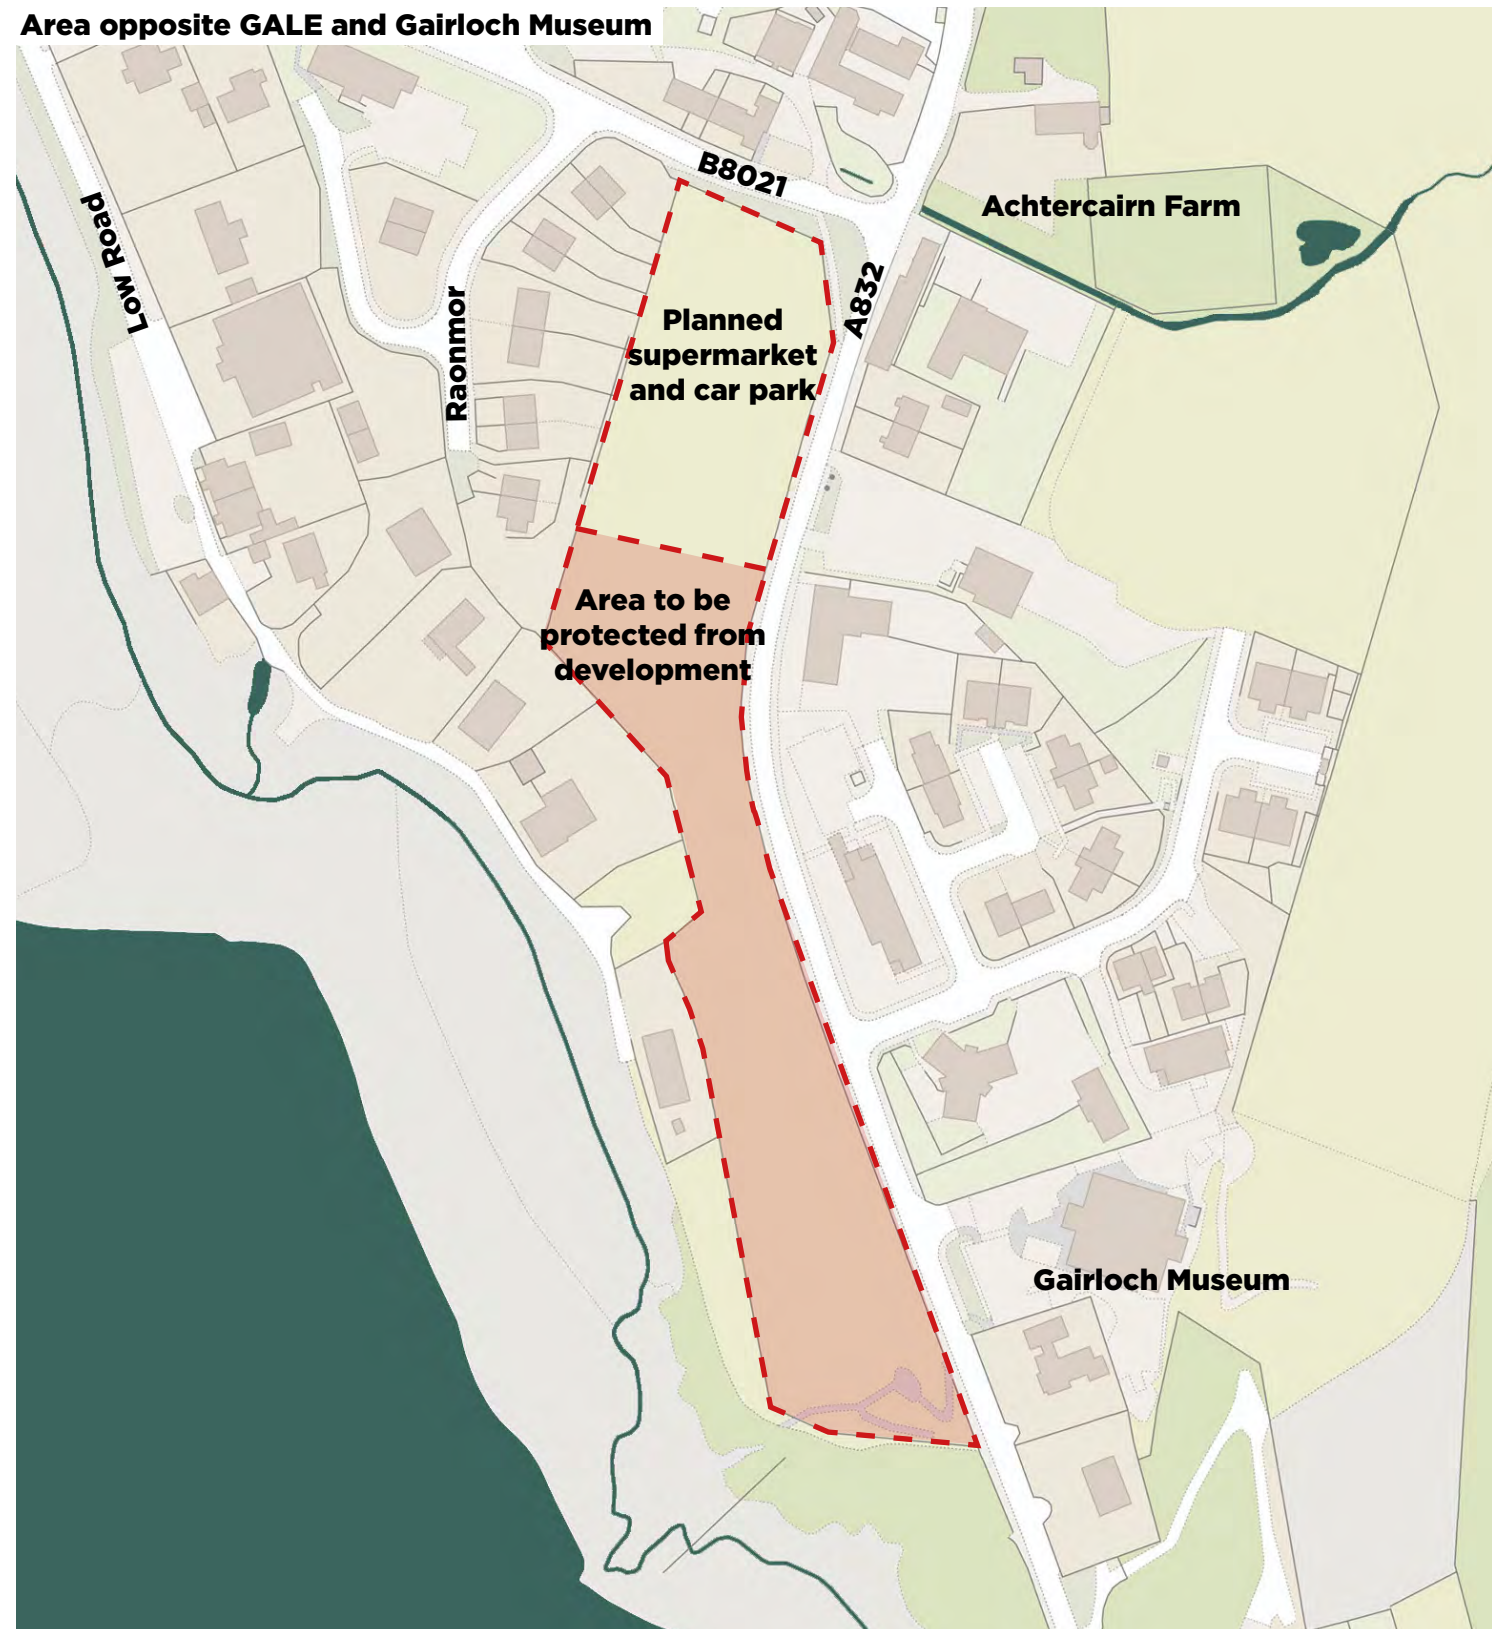 Area opposite GALE and Gairloch Museum
B8021
Achtercairn Farm
Low Road
A832
Raonmor
Planned
supermarket
and car park
Area to be
protected from
development
Gairloch Museum